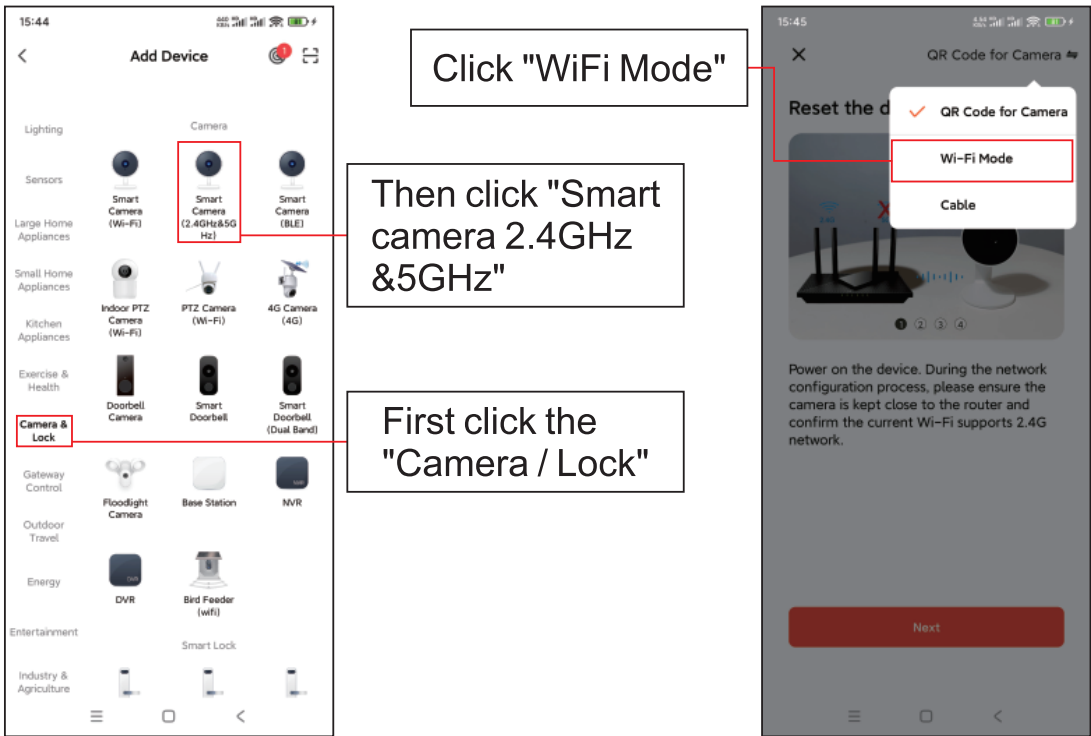 15:44
Add Device
1
Lighting
Sensors
Large Home
Appliances
Small Home
Appliances
Kitchen
Appliances
Exercise &
Health
Camera &
Lock
Gateway
Control
Outdoor
Travel
Energy
Entertainment
Industry &
Agriculture
Camera
Smart
Camera
(Wi-Fi)
Smart
Camera
(2.4GHz&5G
Hz)
Smart
Camera
(BLE)
Indoor PTZ
Camera
(Wi-Fi)
PTZ Camera
(Wi-Fi)
4G Camera
(4G)
Doorbell
Camera
Smart
Doorbell
Smart
Doorbell
(Dual Band)
Floodlight
Camera
Base Station
NVR
DVR
Bird Feeder
(wifi)
Smart Lock
Click "WiFi Mode"
Then click "Smart
camera 2.4GHz
&5GHz"
First click the
"Camera / Lock"
15:45
QR Code for Camera
Reset the d
QR Code for Camera
Wi-Fi Mode
Cable
1 2 3 4
Power on the device. During the network
configuration process, please ensure the
camera is kept close to the router and
confirm the current Wi-Fi supports 2.4G
network.
Next